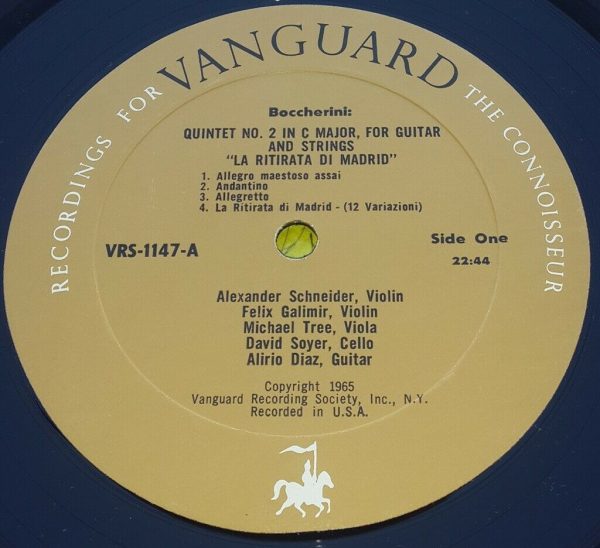 RECORDINGS FOR VANGUARD THE CONNOISSEUR
Boccherini:
QUINTET NO. 2 IN C MAJOR, FOR GUITAR
AND STRINGS
"LA RITIRATA DI MADRID"
1. Allegro maestoso assai
2. Andantino
3. Allegretto
4. La Ritirata di Madrid - (12 Variazioni)
VRS-1147-A
Side One
22:44
Alexander Schneider, Violin
Felix Galimir, Violin
Michael Tree, Viola
David Soyer, Cello
Alirio Diaz, Guitar
Copyright 1965
Vanguard Recording Society, Inc., N.Y.
Recorded in U.S.A.